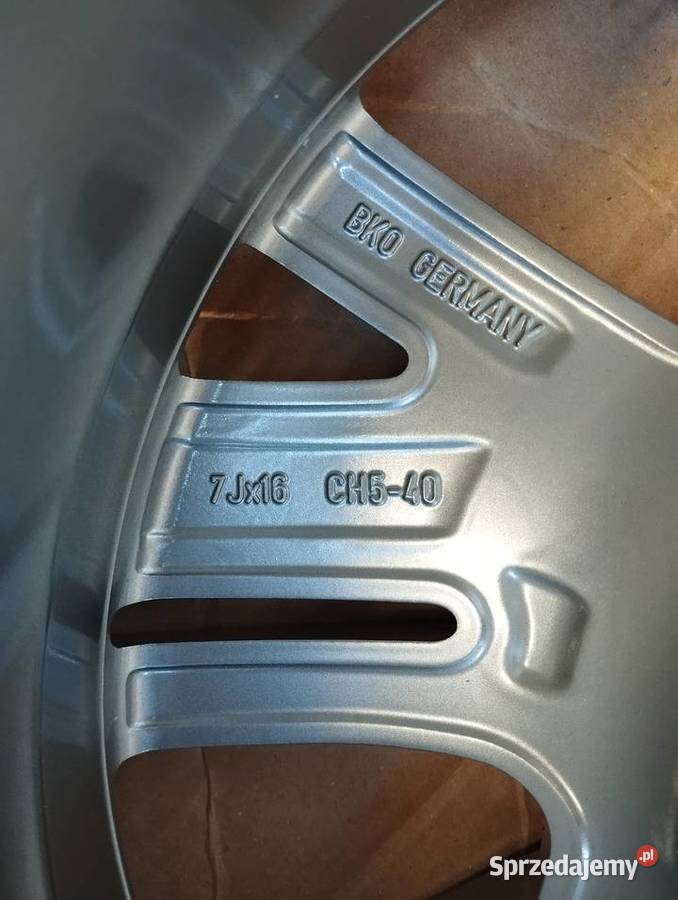 BKO GERMANY
7Jx16 CH5-40
Sprzedajemy.pl